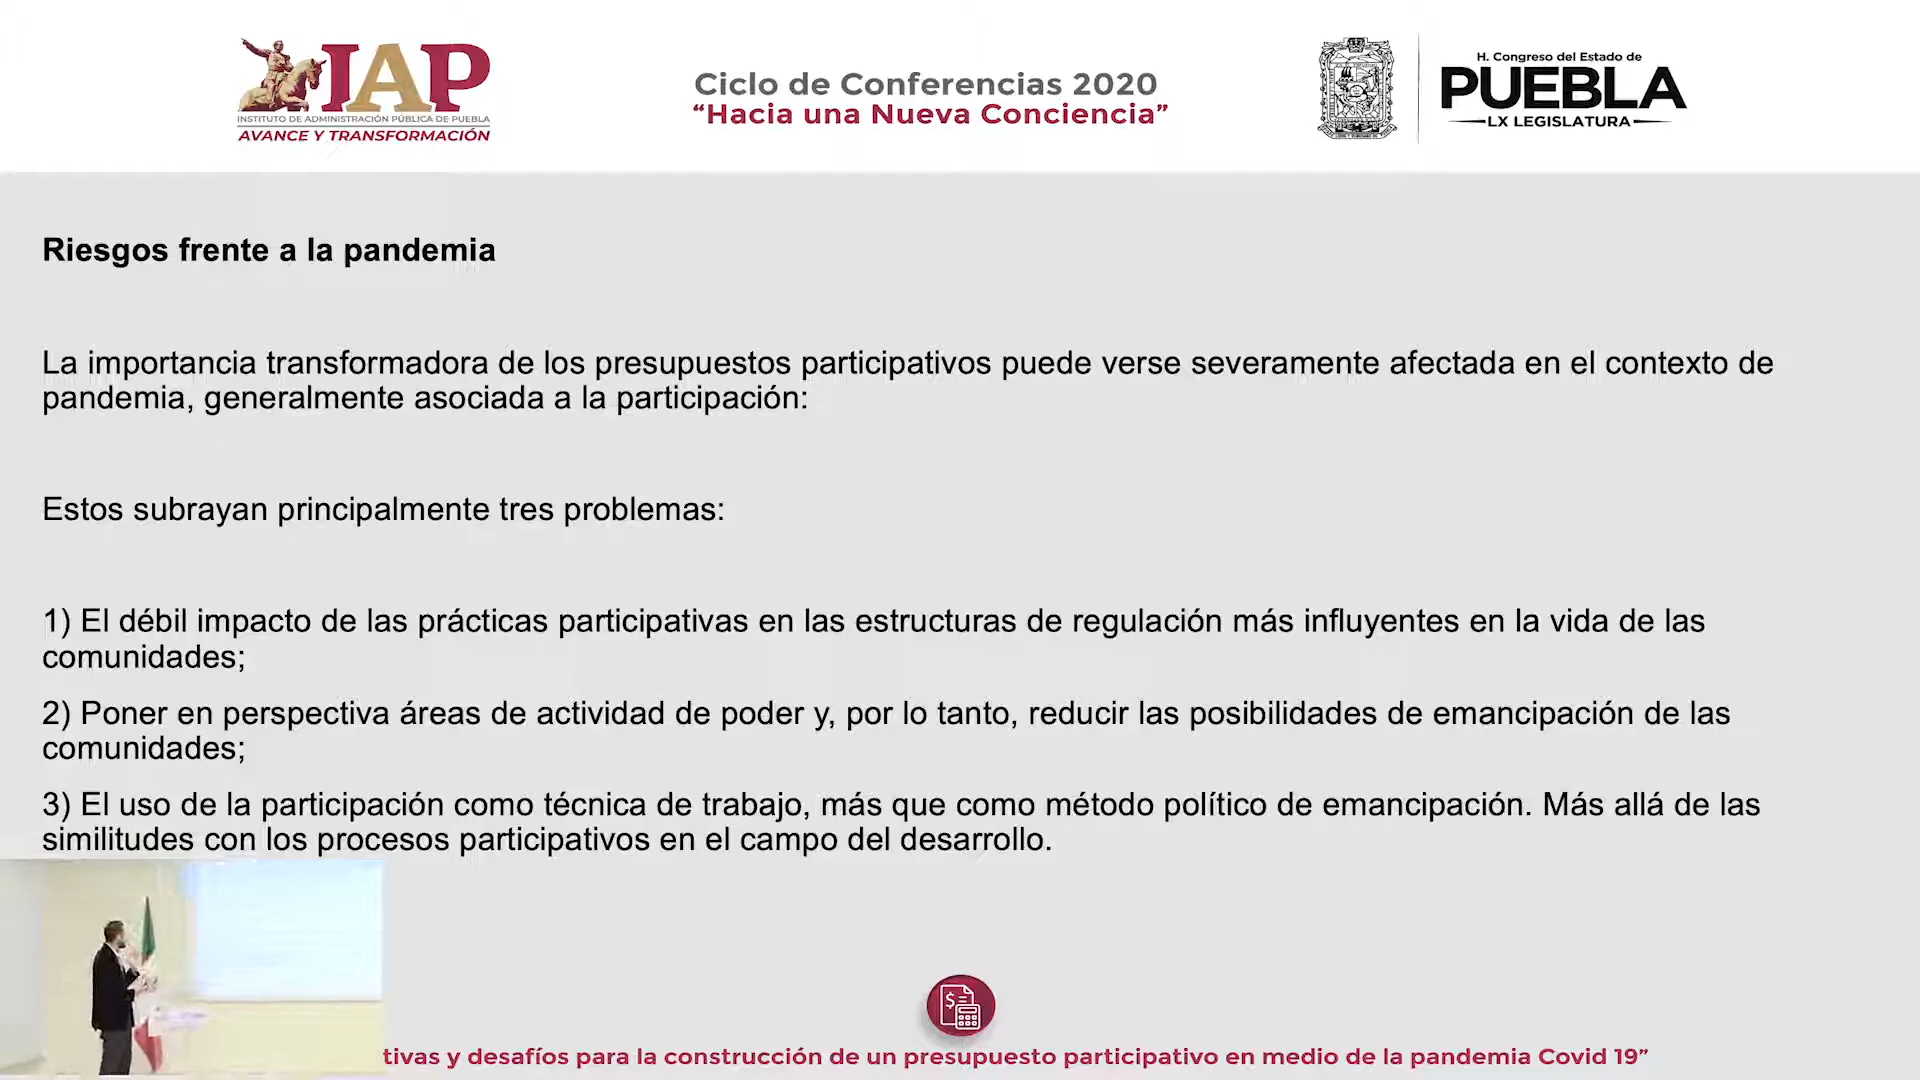 IAP
INSTITUTO DE ADMINISTRACIÓN PÚBLICA DE PUEBLA
AVANCE Y TRANSFORMACIÓN
Ciclo de Conferencias 2020
“Hacia una Nueva Conciencia”
H. Congreso del Estado de
PUEBLA
LX LEGISLATURA
Riesgos frente a la pandemia
La importancia transformadora de los presupuestos participativos puede verse severamente afectada en el contexto de
pandemia, generalmente asociada a la participación:
Estos subrayan principalmente tres problemas:
1) El débil impacto de las prácticas participativas en las estructuras de regulación más influyentes en la vida de las
comunidades;
2) Poner en perspectiva áreas de actividad de poder y, por lo tanto, reducir las posibilidades de emancipación de las
comunidades;
3) El uso de la participación como técnica de trabajo, más que como método político de emancipación. Más allá de las
similitudes con los procesos participativos en el campo del desarrollo.
tivas y desafíos para la construcción de un presupuesto participativo en medio de la pandemia Covid 19”